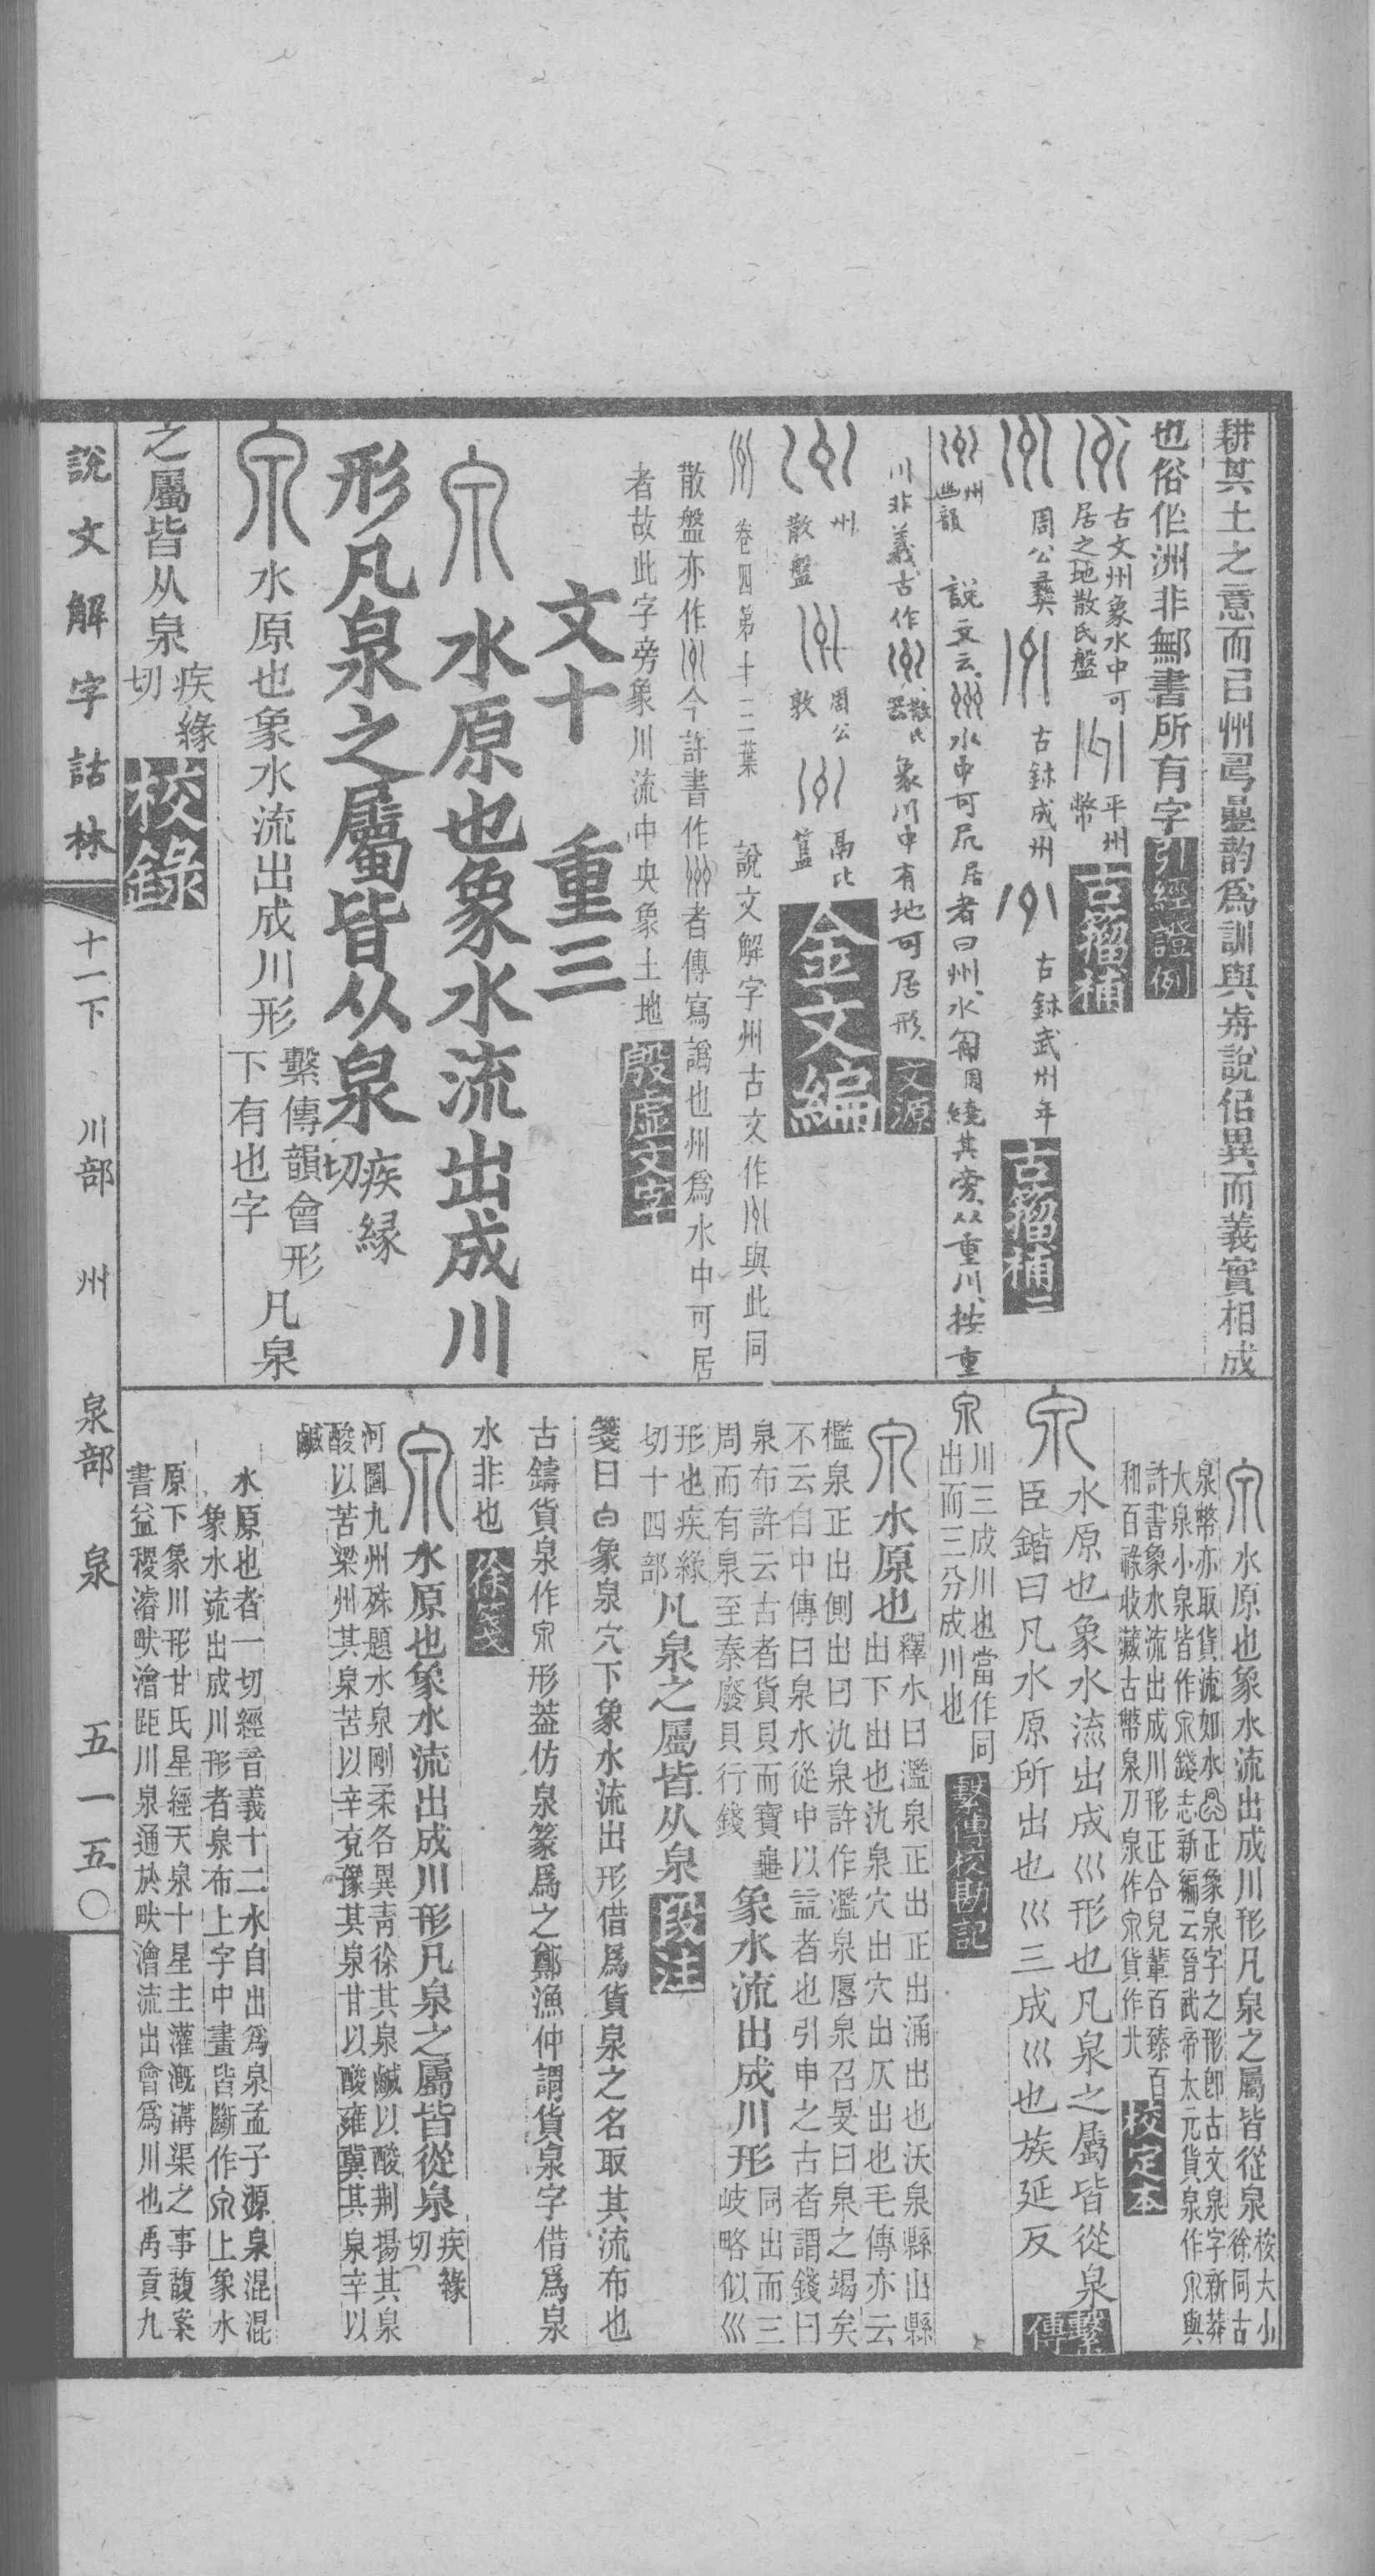 耕其土之意而已州弓疊韵爲訓與㫄說侣異而義實相成
也俗作洲非鄦書所有字引經證例
古文州象水中可
居之地散氏盤
平州
幣
古籀補
周公彝
古鉥成州
古鉥武州年
古籀補二
州
幽韻
說文云水中可凥居者曰州水匊周繞其旁从重川按重
川非義古作散氏
器象川中有地可居形文源
州
散盤
周公
敦
鬲比
簋
金文編
卷四第十二葉
說文解字州古文作與此同
散盤亦作今許書作者傳寫譌也州爲水中可居
者故此字旁象川流中央象土地殷虛文字
文十　重三
水原也象水流出成川
形凡泉之屬皆从泉疾緣
切
水原也象水流出成川形繫傳韻會形
下有也字凡泉
之屬皆从泉疾緣
切校錄
水原也象水流出成川形凡泉之屬皆從泉按大小
徐同古
泉幣亦取貨流如水正象泉字之形卽古文泉字新莽
大泉小泉皆作錢志新編云晉武帝太元貨泉作與
許書象水流出成川形正合兒輩百臻百
和百祿收藏古幣泉刀泉作貨作北校定本
水原也象水流出成巛形也凡泉之屬皆從泉
臣鍇曰凡水原所出也巛三成巛也族延反繫傳
川三成川也當作同
出而三分成川也繫傳校勘記
水原也釋水曰濫泉正出正出涌出也沃泉縣出縣
出下出也氿泉穴出穴出仄出也毛傳亦云
檻泉正出側出曰氿泉許作濫泉厬泉召旻曰泉之竭矣
不云自中傳曰泉水從中以益者也引申之古者謂錢曰
泉布許云古者貨貝而寶龜
周而有泉至秦廢貝行錢象水流出成川形同出而三
岐略似巛
形也疾緣
切十四部凡泉之屬皆从泉段注
箋曰象泉穴下象水流出形借爲貨泉之名取其流布也
古鑄貨泉作形葢仿泉篆爲之鄭漁仲謂貨泉字借爲泉
水非也徐箋
水原也象水流出成川形凡泉之屬皆從泉疾緣
切
河圖九州殊題水泉剛柔各異靑徐其泉鹹以酸荆揚其泉
酸以苦梁州其泉苦以辛兗豫其泉甘以酸雍冀其泉辛以
鹹
水原也者一切經音義十二水自出爲泉孟子源泉混混
象水流出成川形者泉布上字中畫皆斷作上象水
原下象川形甘氏星經天泉十星主灌漑溝渠之事馥案
書益稷濬畎澮距川泉通於畎澮流出會爲川也禹貢九
說文解字詁林
十一下　川部　州　泉部　泉
五一五〇